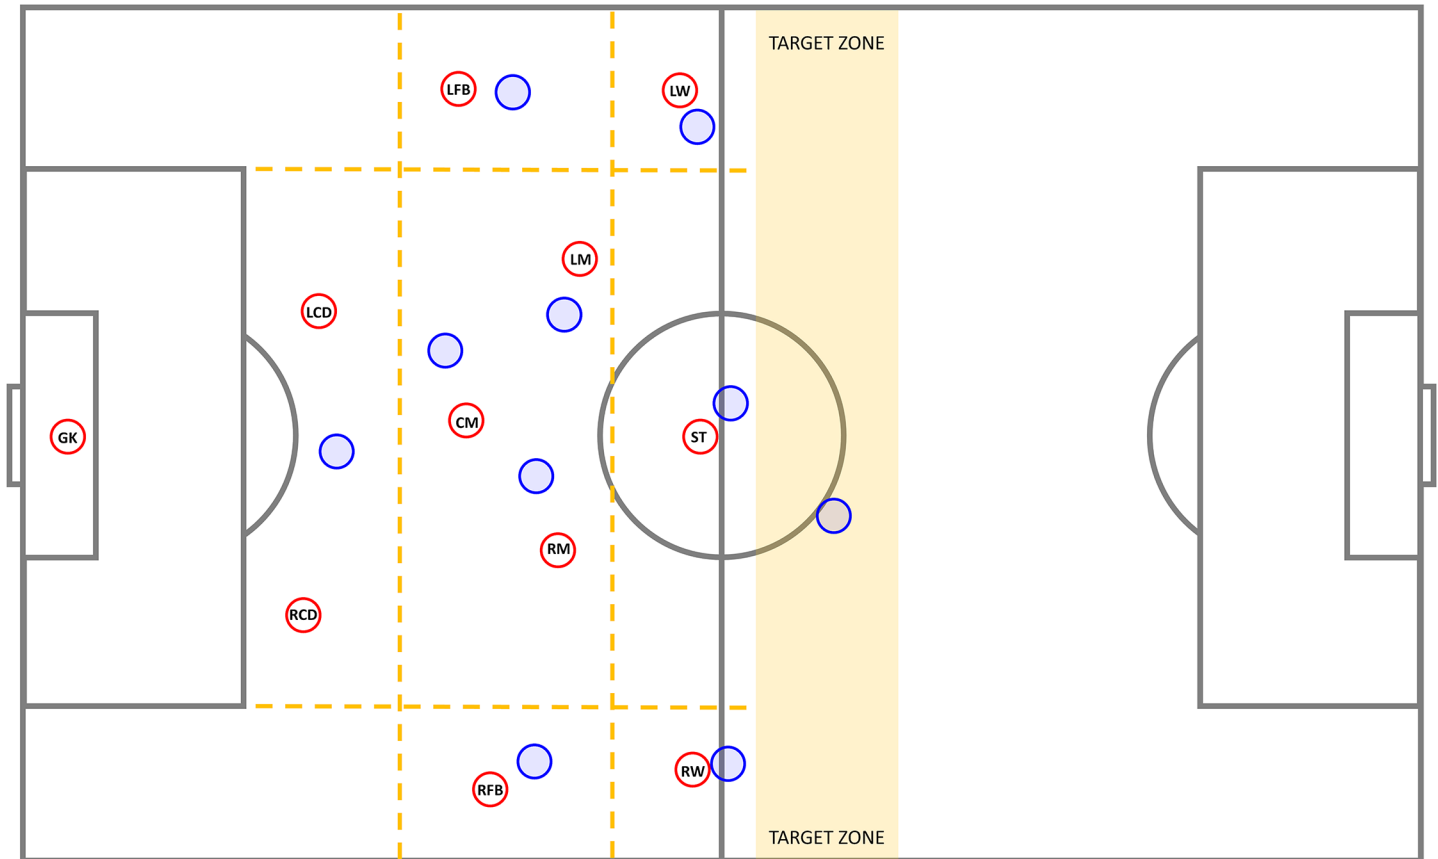 TARGET ZONE
LFB
LW
LM
LCD
CM
GK
ST
RM
RCD
RW
RFB
TARGET ZONE